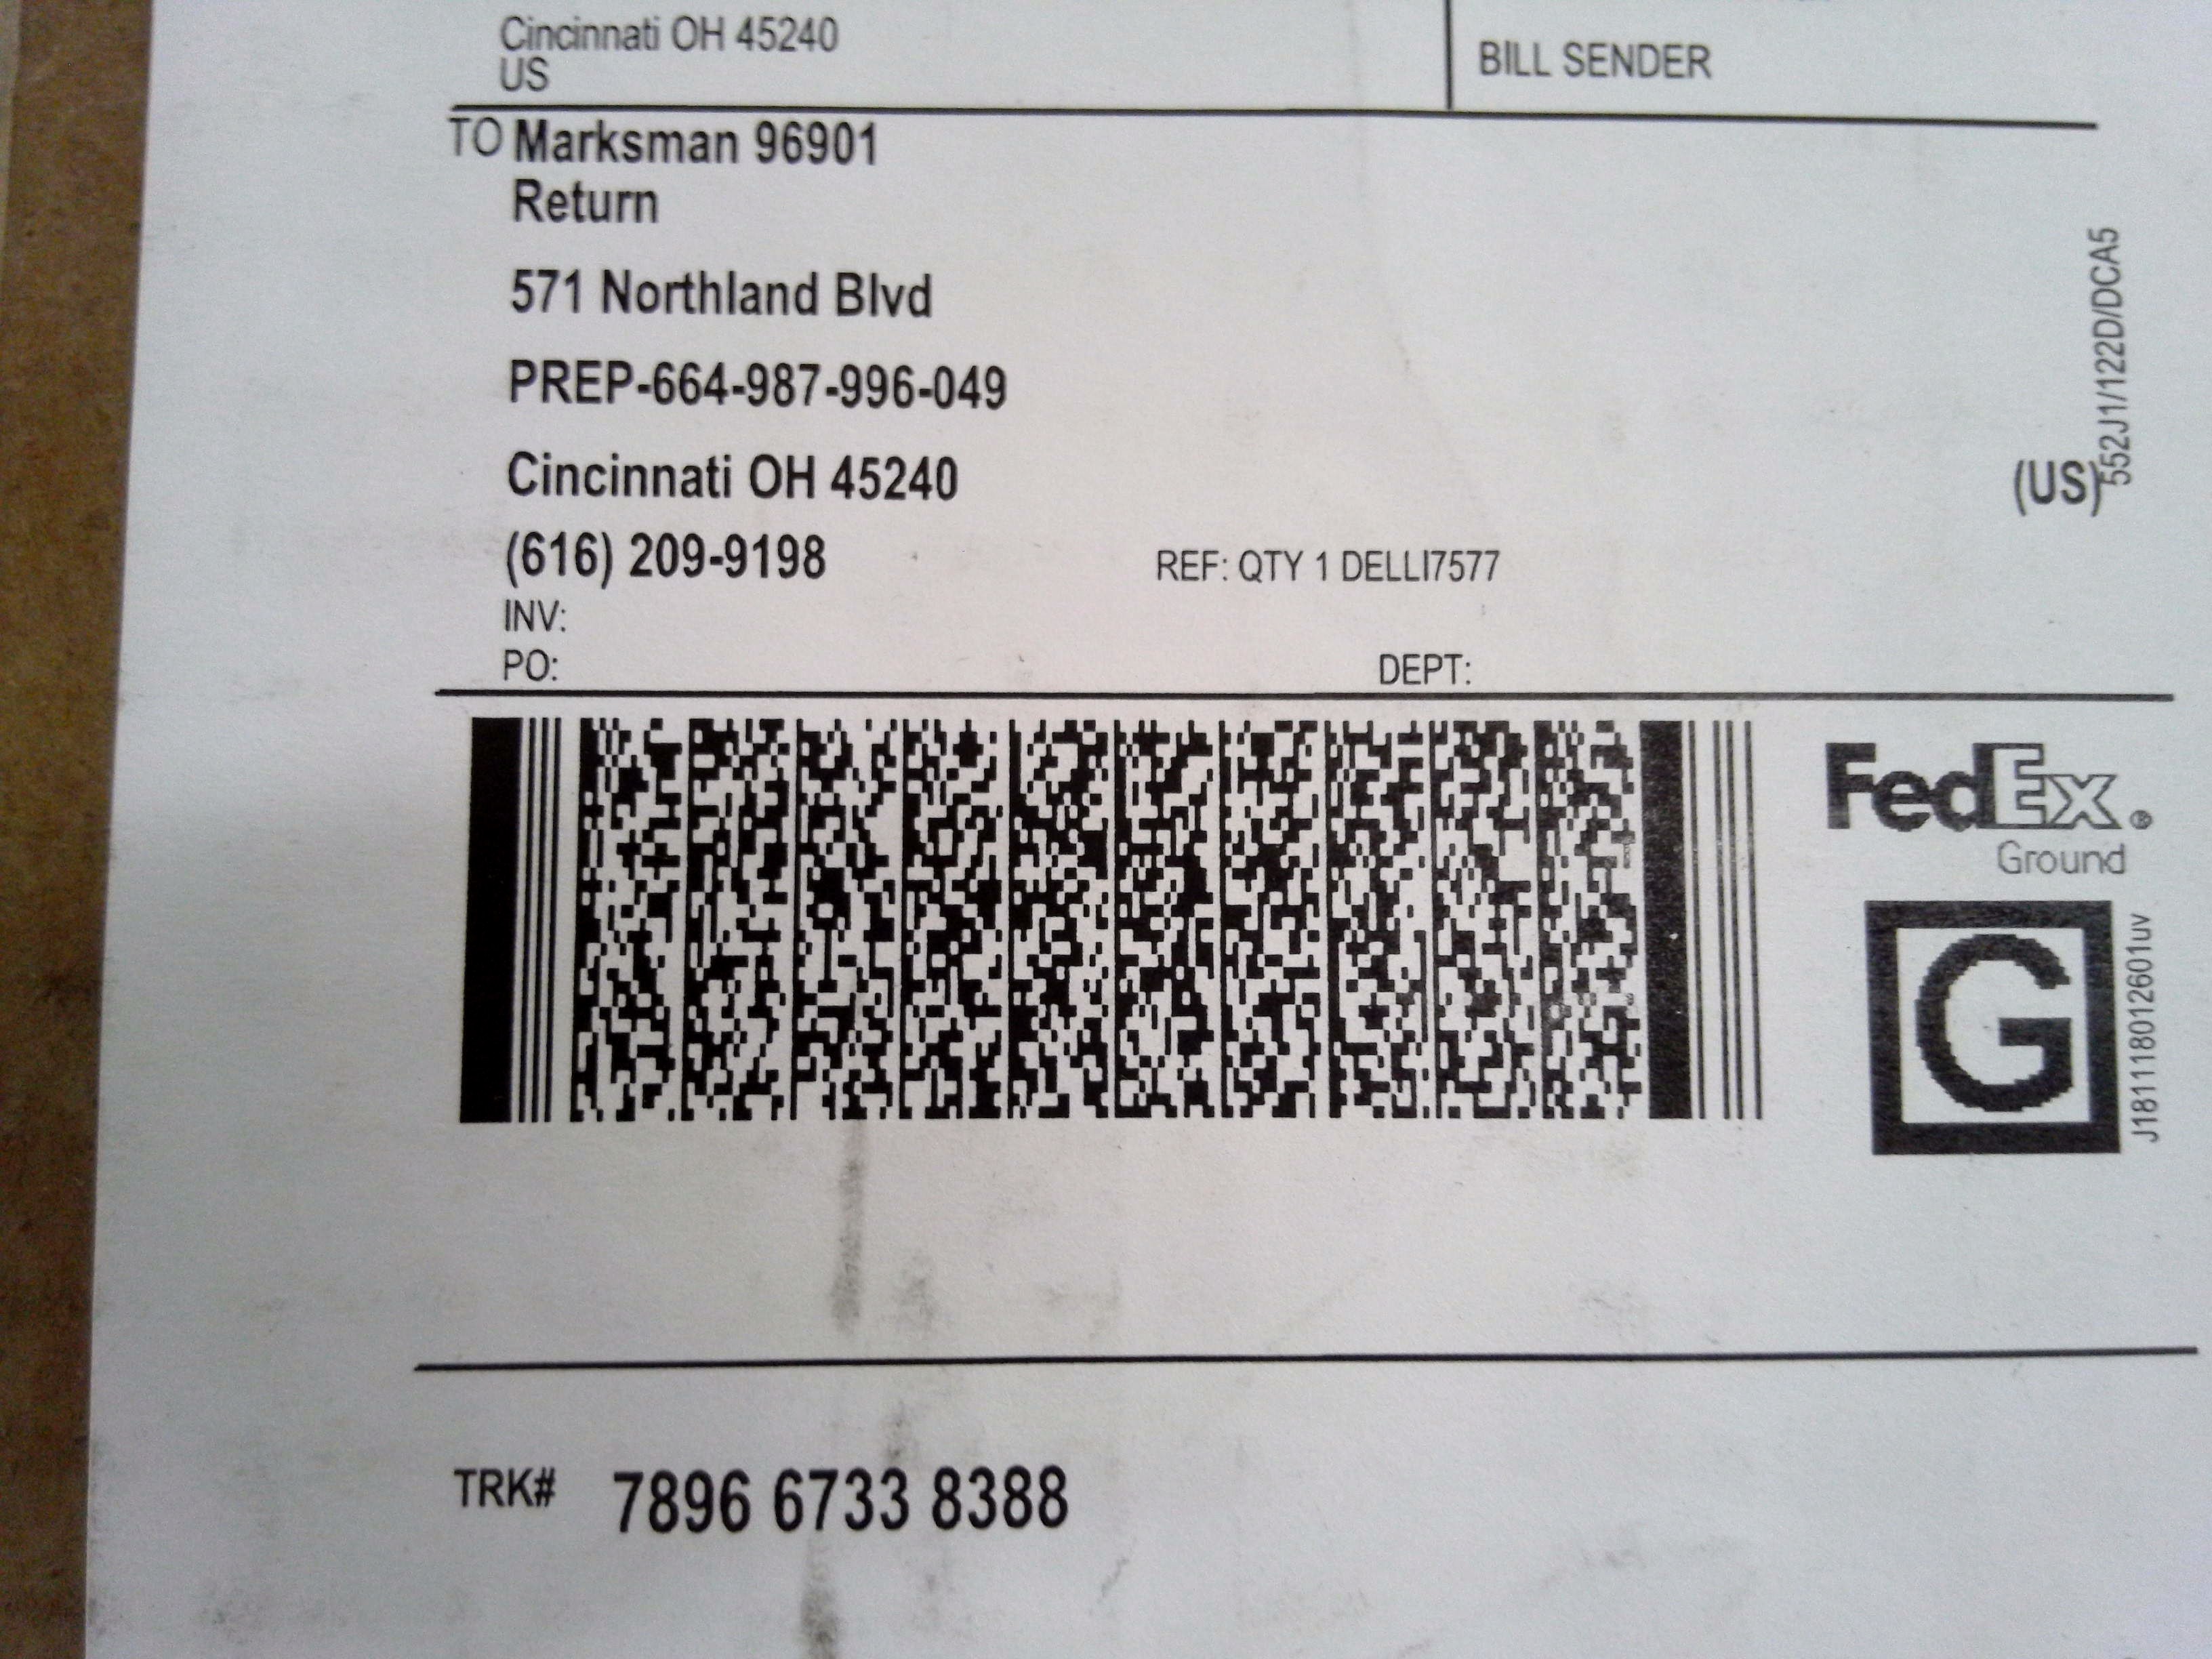 Cincinnati OH 45240
US
BILL SENDER
TO Marksman 96901
Return
571 Northland Blvd
PREP-664-987-996-049
Cincinnati OH 45240
(US)
552J1/122D/DCA5
(616) 209-9198
REF: QTY 1 DELLI7577
INV:
PO:
DEPT:
FedEx®
Ground
G
J181118012601uv
TRK# 7896 6733 8388